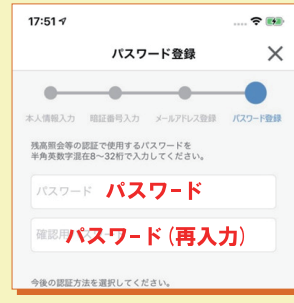 17:51
パスワード登録
本人情報入力 暗証番号入力 メールアドレス登録 パスワード登録
残高照会等の認証で使用するパスワードを
半角英数字混在8〜32桁で入力してください。
パスワード パスワード
確認用 パスワード(再入力)
今後の認証方法を選択してください。